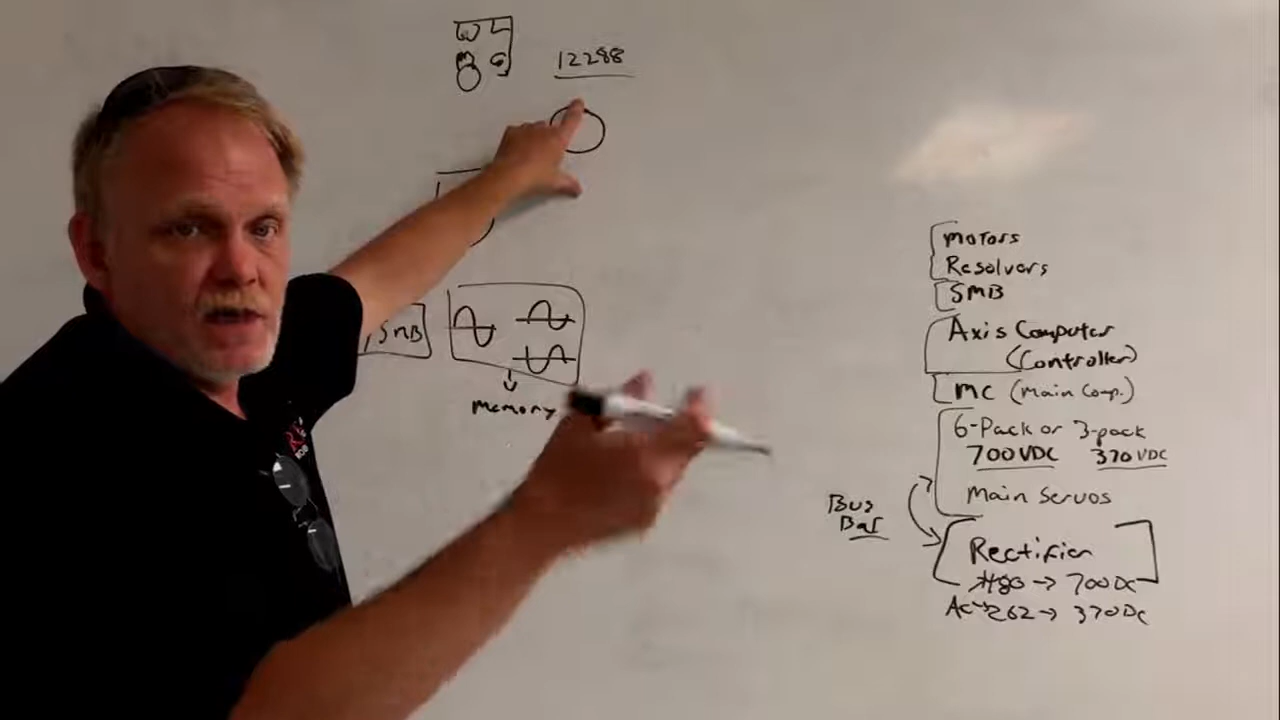 12288
SMB
Memory
Motors
Resolvers
SMB
Axis Computer
(Controller)
MC (Main Comp.)
6-Pack or 3-pack
700VDC 370VDC
Main Servos
Bus
Bar
Rectifier
480 → 700DC
AC 262 → 370DC